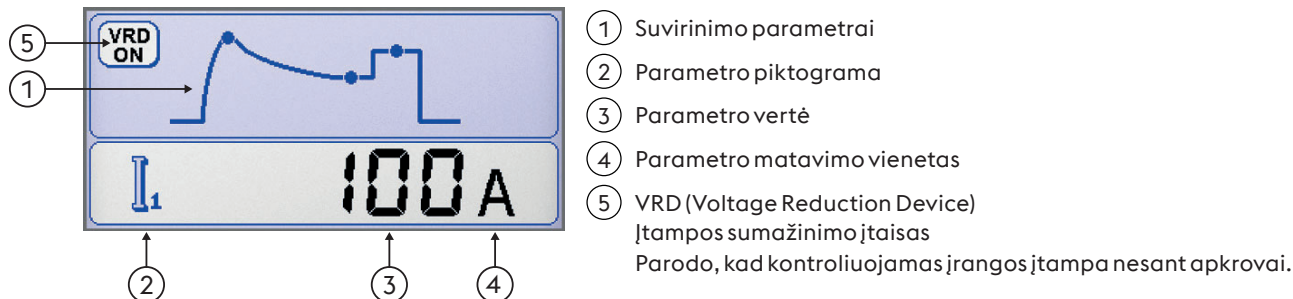 VRD
ON
5
1
I1
100 A
2
3
4
1 Suvirinimo parametrai
2 Parametro piktograma
3 Parametro vertė
4 Parametro matavimo vienetas
5 VRD (Voltage Reduction Device)
Įtampos sumažinimo įtaisas
Parodo, kad kontroliuojamas įrangos įtampa nesant apkrovai.